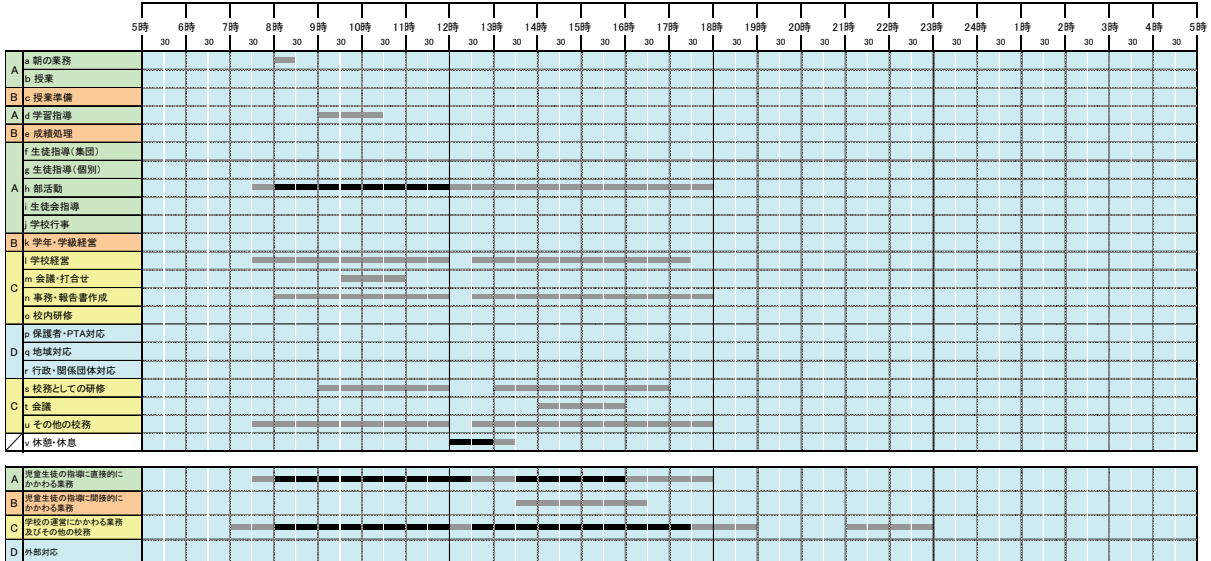 5時 6時 7時 8時 9時 10時 11時 12時 13時 14時 15時 16時 17時 18時 19時 20時 21時 22時 23時 24時 1時 2時 3時 4時 5時
30 30 30 30 30 30 30 30 30 30 30 30 30 30 30 30 30 30 30 30 30 30 30 30
A
a 朝の業務
b 授業
B c 授業準備
A d 学習指導
B e 成績処理
A
f 生徒指導(集団)
g 生徒指導(個別)
h 部活動
i 生徒会指導
j 学校行事
B k 学年・学級経営
C
l 学校経営
m 会議・打合せ
n 事務・報告書作成
o 校内研修
D
p 保護者・PTA対応
q 地域対応
r 行政・関係団体対応
C
s 校務としての研修
t 会議
u その他の校務
v 休憩・休息
A 児童生徒の指導に直接的に
かかわる業務
B 児童生徒の指導に間接的に
かかわる業務
C 学校の運営にかかわる業務
及びその他の校務
D 外部対応